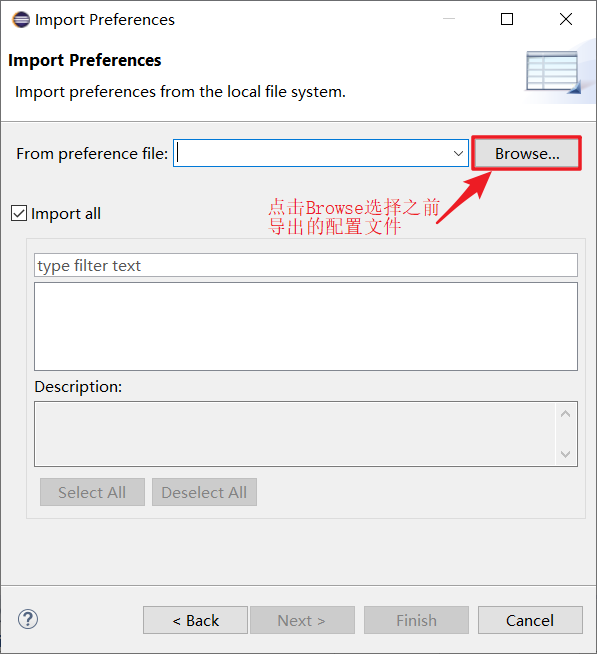 Import Preferences
Import Preferences
Import preferences from the local file system.
From preference file:
Browse...
点击Browse选择之前
导出的配置文件
Import all
type filter text
Description:
Select All
Deselect All
< Back
Next >
Finish
Cancel